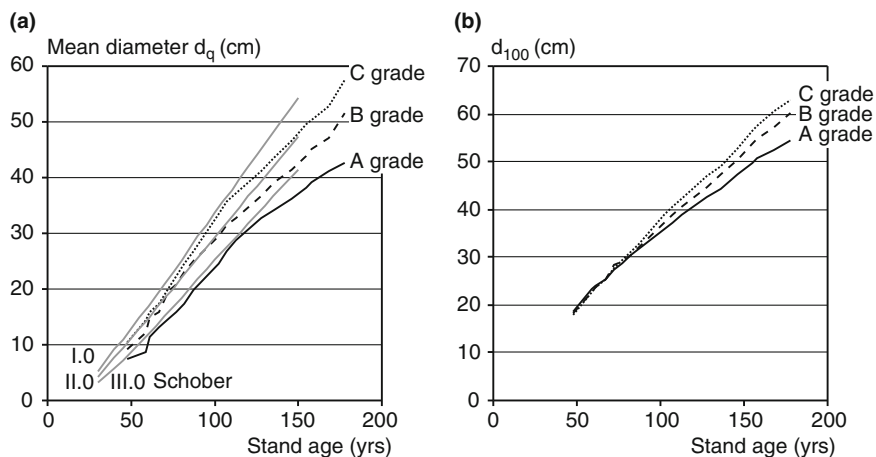 (a)
Mean diameter dq (cm)
60
50
40
30
20
10
0
C grade
B grade
A grade
I.0
II.0 III.0 Schober
0 50 100 150 200
Stand age (yrs)
(b)
d100 (cm)
70
60
50
40
30
20
10
0
C grade
B grade
A grade
0 50 100 150 200
Stand age (yrs)